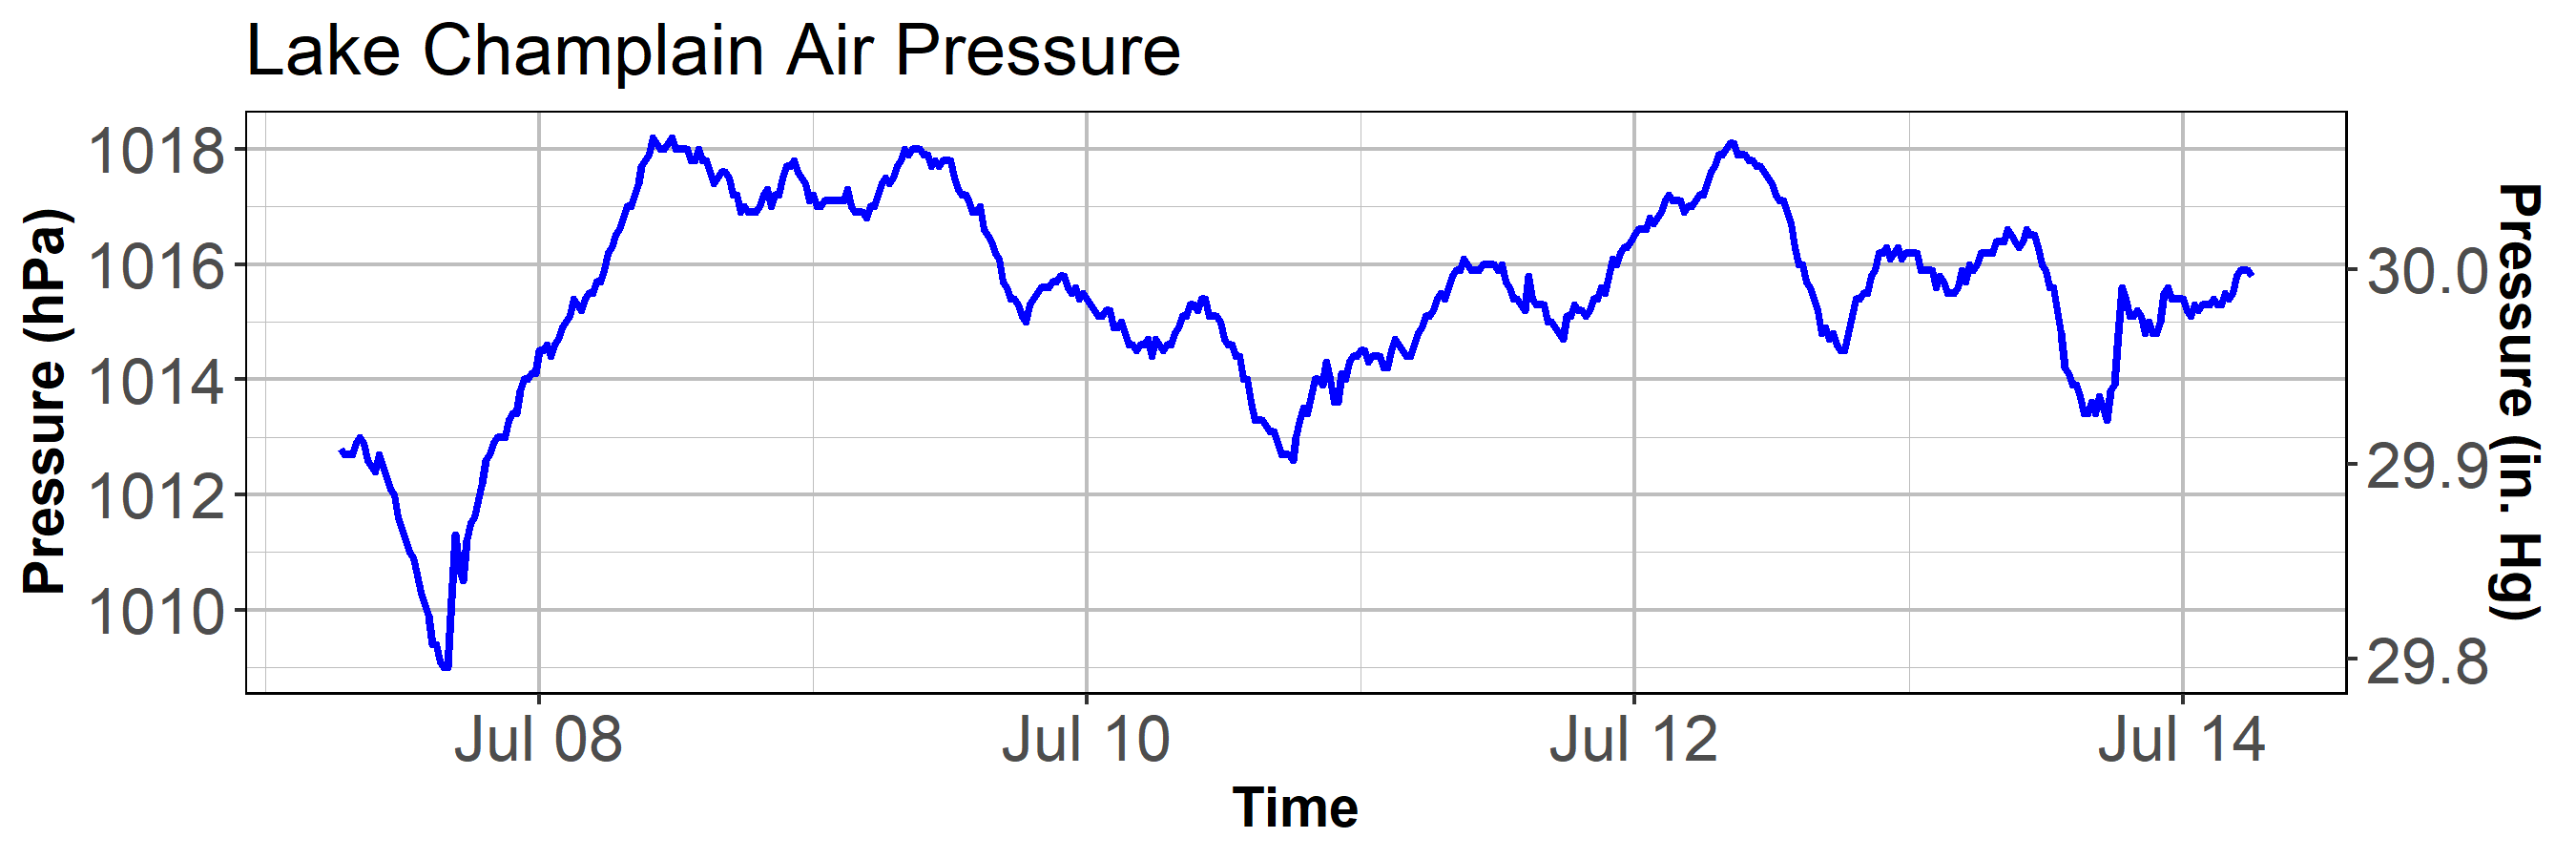 Lake Champlain Air Pressure
Pressure (hPa)
1018
1016
1014
1012
1010
30.0
29.9
29.8
Pressure (in. Hg)
Jul 08
Jul 10
Jul 12
Jul 14
Time